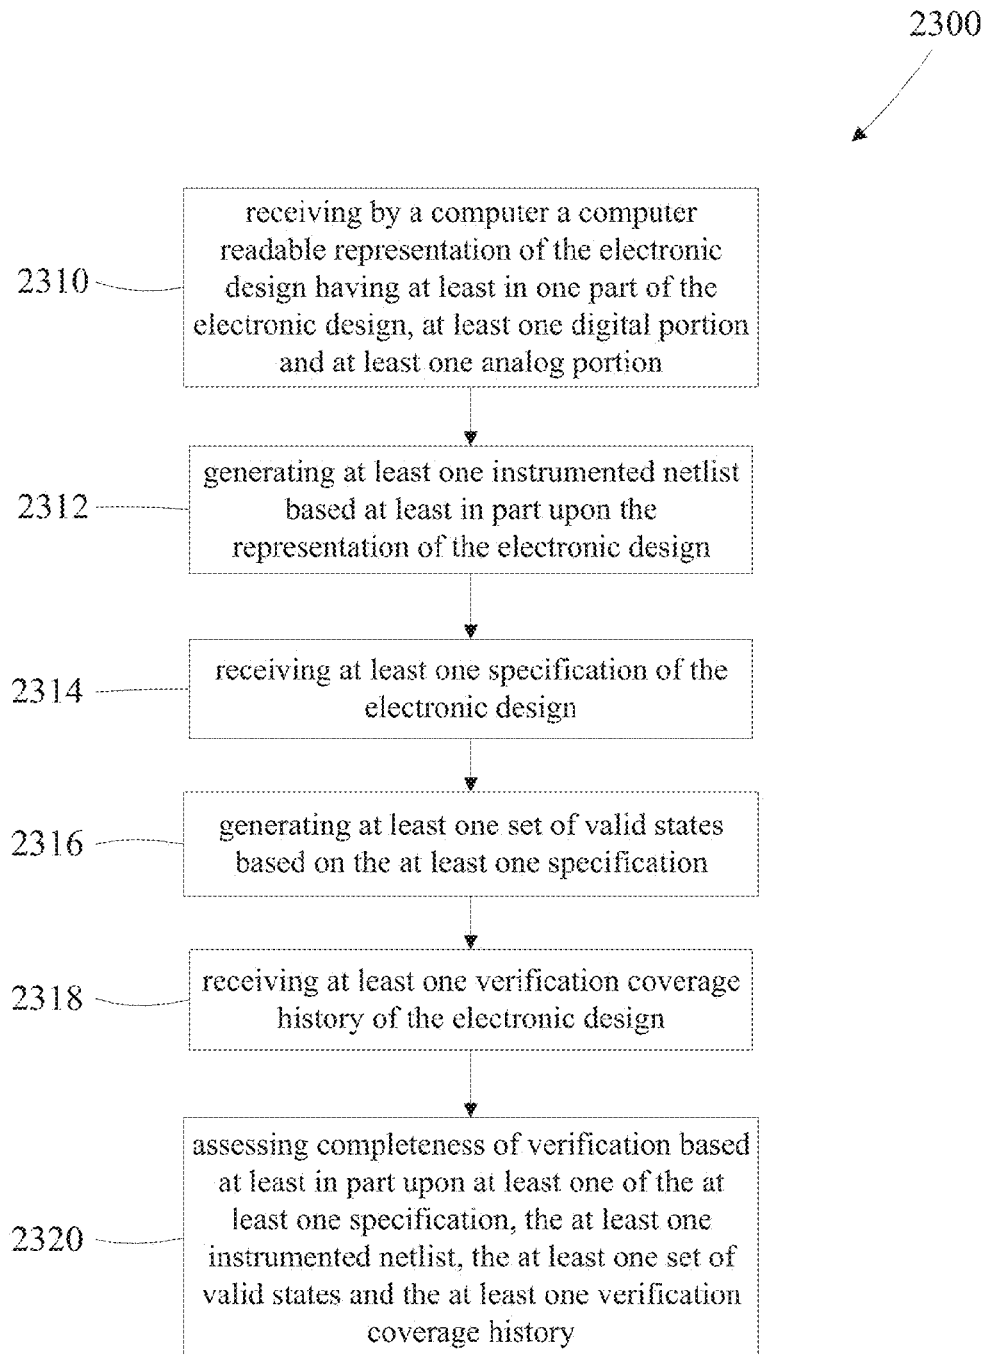 2300
receiving by a computer a computer
readable representation of the electronic
design having at least in one part of the
electronic design, at least one digital portion
and at least one analog portion
2310
generating at least one instrumented netlist
based at least in part upon the
representation of the electronic design
2312
receiving at least one specification of the
electronic design
2314
generating at least one set of valid states
based on the at least one specification
2316
receiving at least one verification coverage
history of the electronic design
2318
assessing completeness of verification based
at least in part upon at least one of the at
least one specification, the at least one
instrumented netlist, the at least one set of
valid states and the at least one verification
coverage history
2320